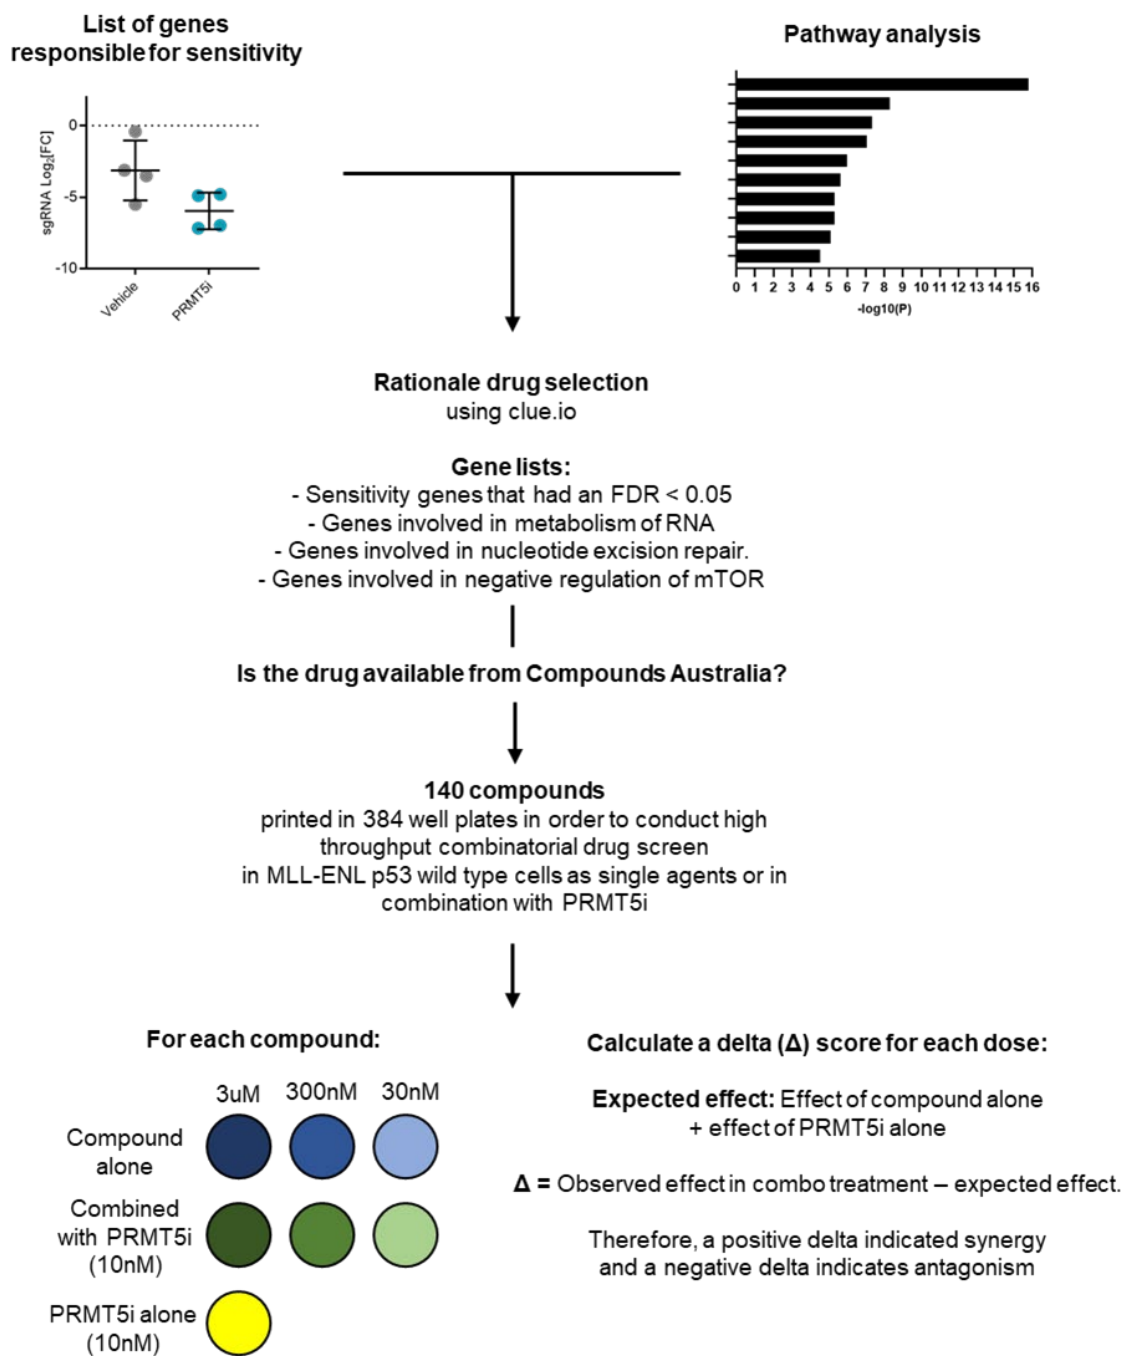 List of genes
responsible for sensitivity
0
-5
-10
sgRNA Log2[FC]
Vehicle
PRMT5i
Pathway analysis
0 1 2 3 4 5 6 7 8 9 10 11 12 13 14 15 16
-log10(P)
Rationale drug selection
using clue.io
Gene lists:
- Sensitivity genes that had an FDR < 0.05
- Genes involved in metabolism of RNA
- Genes involved in nucleotide excision repair.
- Genes involved in negative regulation of mTOR
Is the drug available from Compounds Australia?
140 compounds
printed in 384 well plates in order to conduct high
throughput combinatorial drug screen
in MLL-ENL p53 wild type cells as single agents or in
combination with PRMT5i
For each compound:
3uM 300nM 30nM
Compound
alone
Combined
with PRMT5i
(10nM)
PRMT5i alone
(10nM)
Calculate a delta (Δ) score for each dose:
Expected effect: Effect of compound alone
+ effect of PRMT5i alone
Δ = Observed effect in combo treatment – expected effect.
Therefore, a positive delta indicated synergy
and a negative delta indicates antagonism